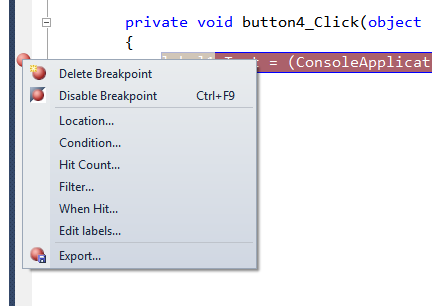 private void button4_Click(object
{
Text = (ConsoleApplicat
Delete Breakpoint
Disable Breakpoint Ctrl+F9
Location...
Condition...
Hit Count...
Filter...
When Hit...
Edit labels...
Export...